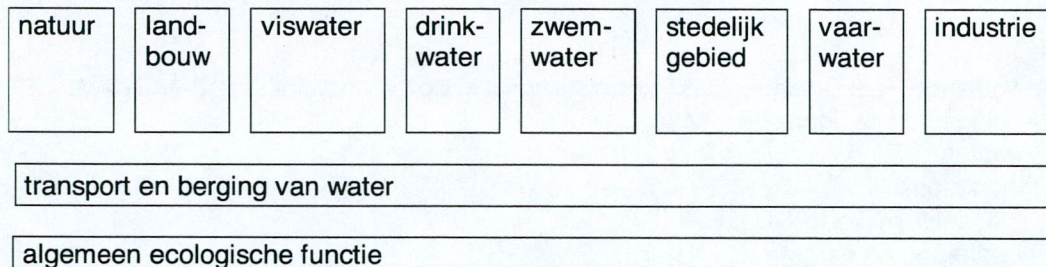 natuur
land-
bouw
viswater
drink-
water
zwem-
water
stedelijk
gebied
vaar-
water
industrie
transport en berging van water
algemeen ecologische functie